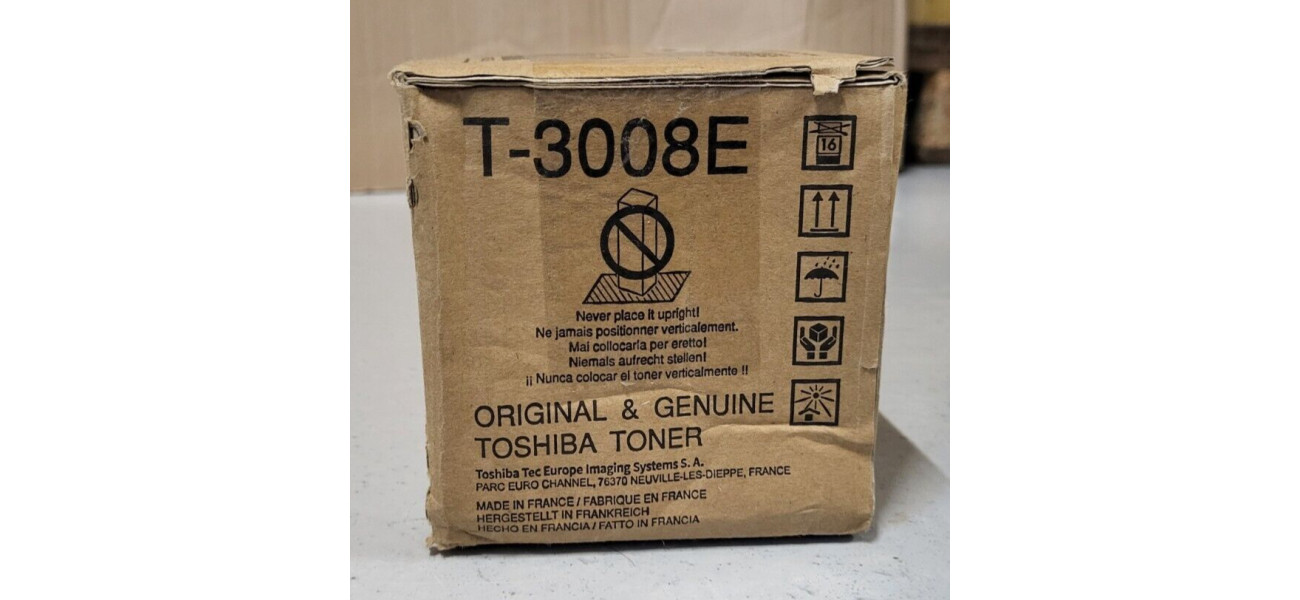 T-3008E
16
Never place it upright!
Ne jamais positionner verticalement.
Mai collocarla per eretto!
Niemals aufrecht stellen!
¡¡ Nunca colocar el toner verticalmente !!
ORIGINAL & GENUINE
TOSHIBA TONER
Toshiba Tec Europe Imaging Systems S. A.
PARC EURO CHANNEL, 76370 NEUVILLE-LES-DIEPPE, FRANCE
MADE IN FRANCE / FABRIQUE EN FRANCE
HERGESTELLT IN FRANKREICH
HECHO EN FRANCIA / FATTO IN FRANCIA